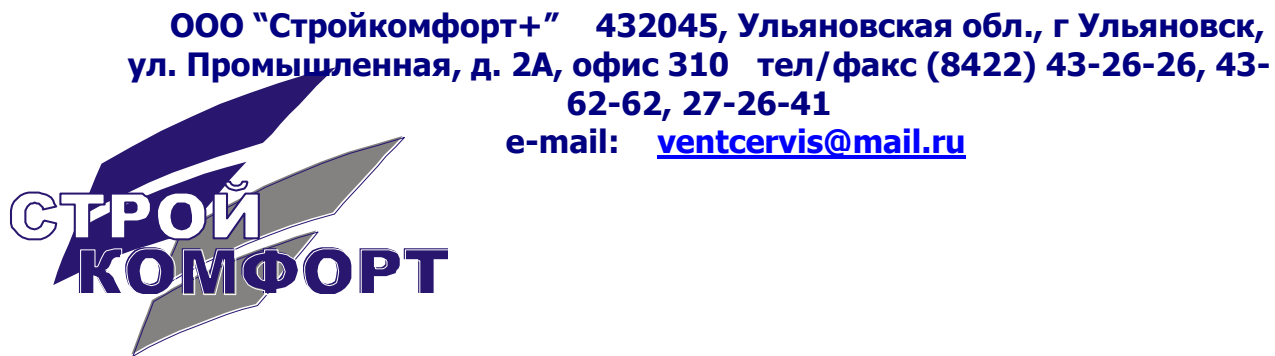 ООО “Стройкомфорт+” 432045, Ульяновская обл., г Ульяновск,
ул. Промышленная, д. 2А, офис 310 тел/факс (8422) 43-26-26, 43-
62-62, 27-26-41
e-mail: ventcervis@mail.ru
СТРОЙ
КОМФОРТ